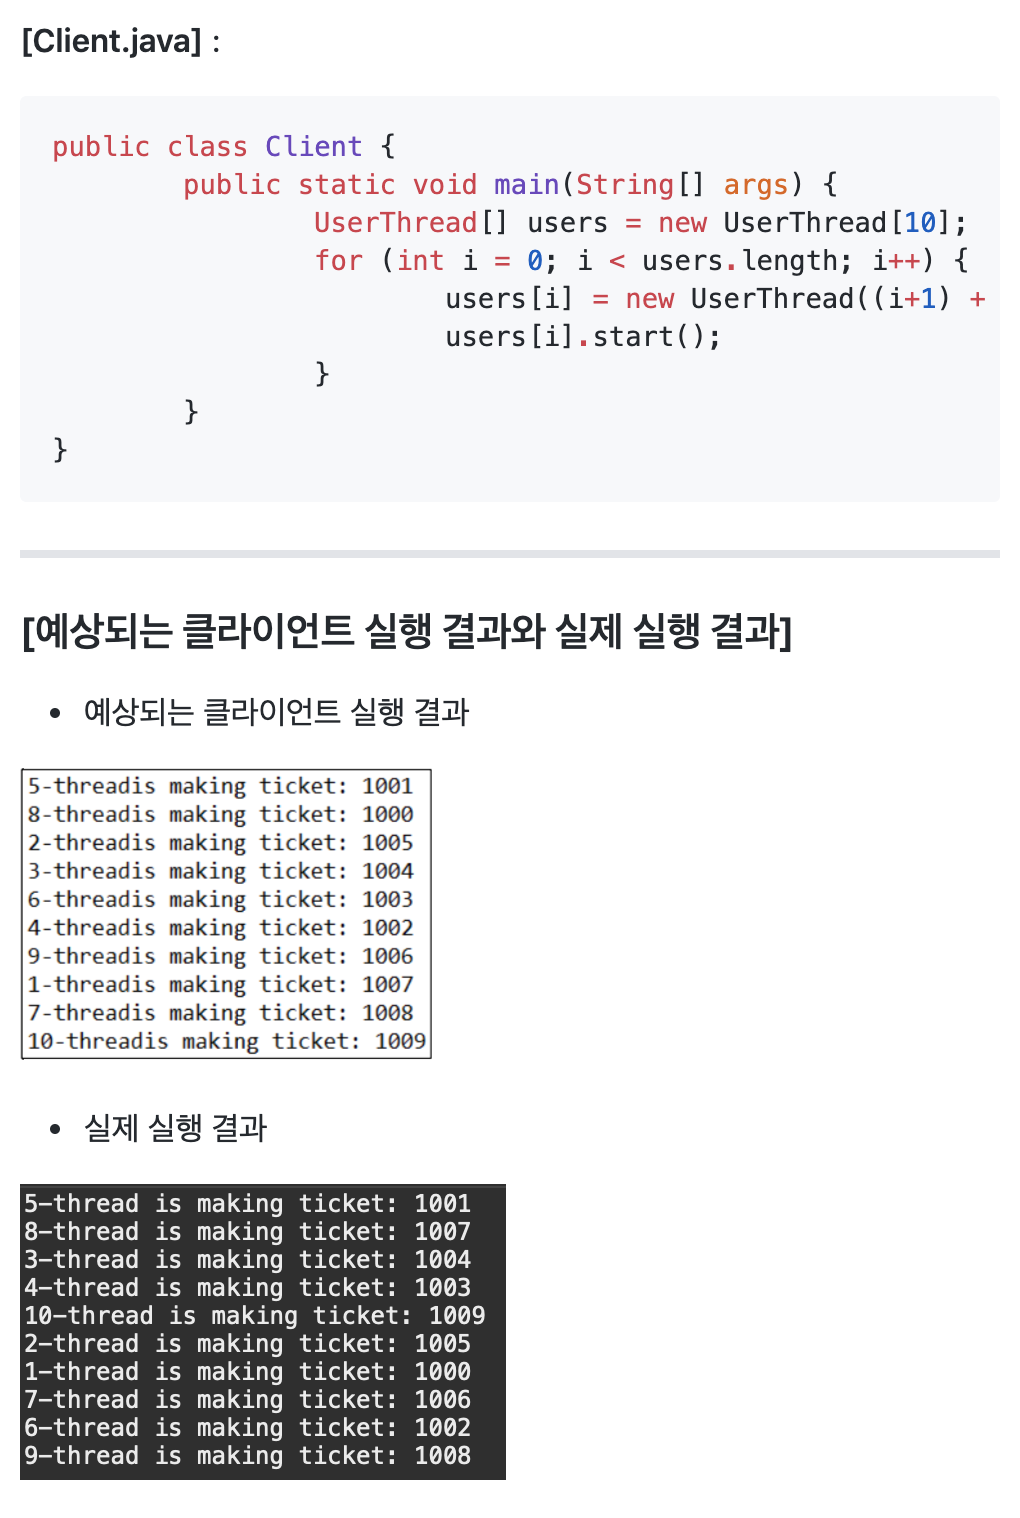 [Client.java] :
public class Client {
public static void main(String[] args) {
UserThread[] users = new UserThread[10];
for (int i = 0; i < users.length; i++) {
users[i] = new UserThread((i+1) +
users[i].start();
}
}
}
[예상되는 클라이언트 실행 결과와 실제 실행 결과]
• 예상되는 클라이언트 실행 결과
5-threadis making ticket: 1001
8-threadis making ticket: 1000
2-threadis making ticket: 1005
3-threadis making ticket: 1004
6-threadis making ticket: 1003
4-threadis making ticket: 1002
9-threadis making ticket: 1006
1-threadis making ticket: 1007
7-threadis making ticket: 1008
10-threadis making ticket: 1009
• 실제 실행 결과
5-thread is making ticket: 1001
8-thread is making ticket: 1007
3-thread is making ticket: 1004
4-thread is making ticket: 1003
10-thread is making ticket: 1009
2-thread is making ticket: 1005
1-thread is making ticket: 1000
7-thread is making ticket: 1006
6-thread is making ticket: 1002
9-thread is making ticket: 1008